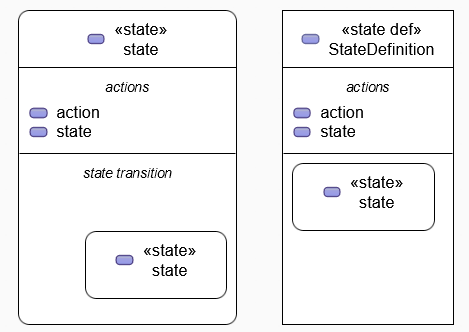 «state»
state
actions
action
state
state transition
«state»
state
«state def»
StateDefinition
actions
action
state
«state»
state